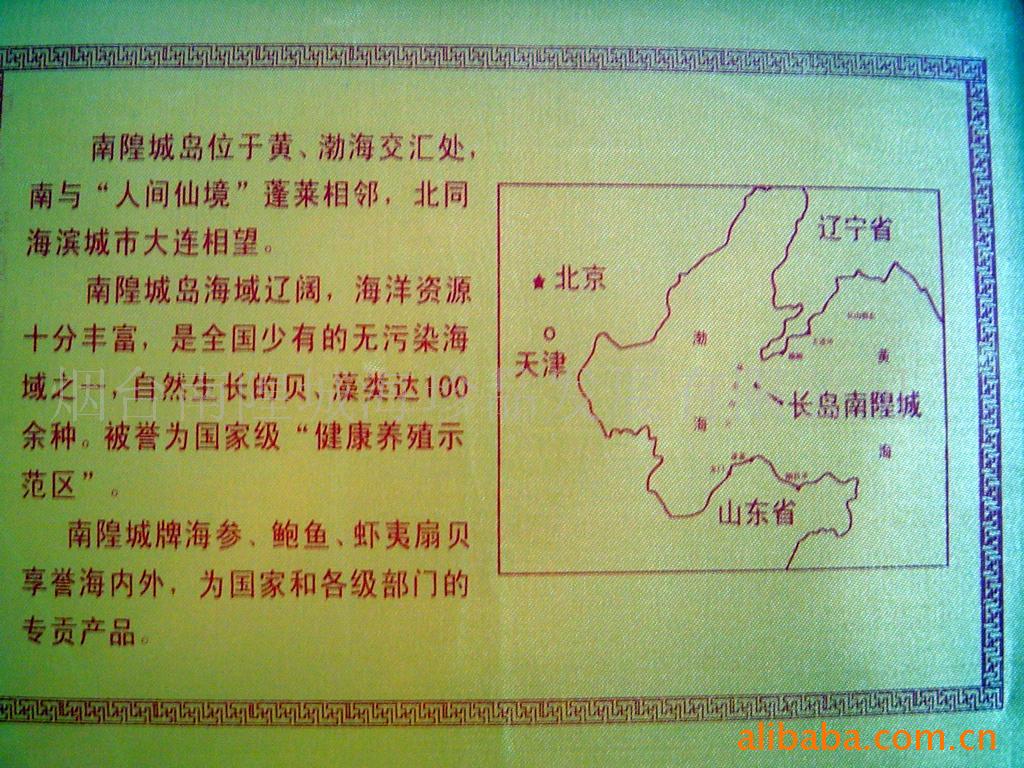 南隍城岛位于黄、渤海交汇处，
南与“人间仙境”蓬莱相邻，北同
海滨城市大连相望。
南隍城岛海域辽阔，海洋资源
十分丰富，是全国少有的无污染海
域之一，自然生长的贝、藻类达100
余种。被誉为国家级“健康养殖示
范区”。
南隍城牌海参、鲍鱼、虾夷扇贝
享誉海内外，为国家和各级部门的
专贡产品。
辽宁省
北京
天津
渤
海
黄
海
长岛南隍城
山东省
alibaba.com.cn